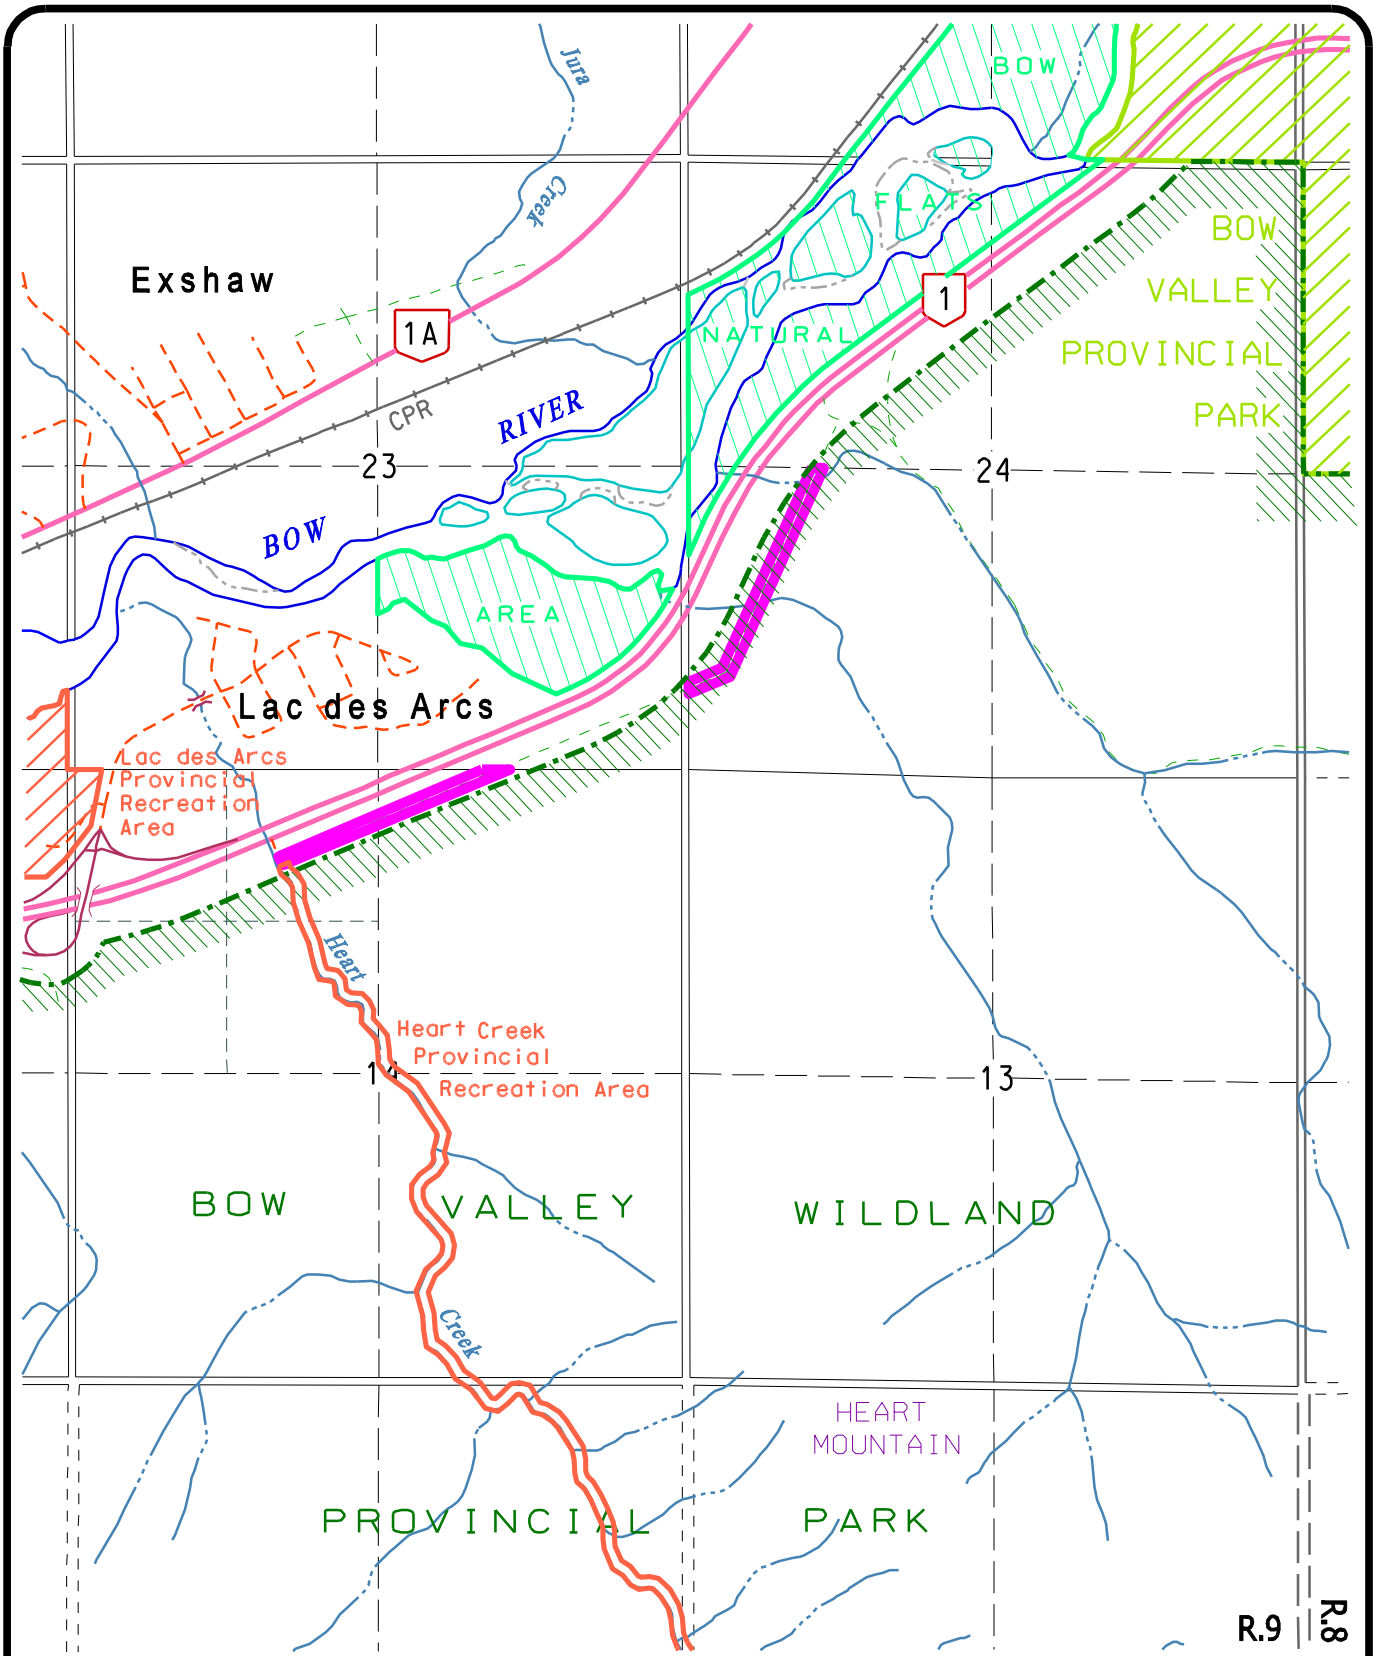 Jura
Creek
BOW
FLATS
NATURAL
AREA
BOW
VALLEY
PROVINCIAL
PARK
Exshaw
1A
1
CPR
RIVER
BOW
23
24
Lac des Arcs
Lac des Arcs
Provincial
Recreation
Area
Heart
Heart Creek
Provincial
Recreation Area
14
13
BOW VALLEY WILDLAND
Creek
HEART
MOUNTAIN
PROVINCIAL PARK
R.9
R.8